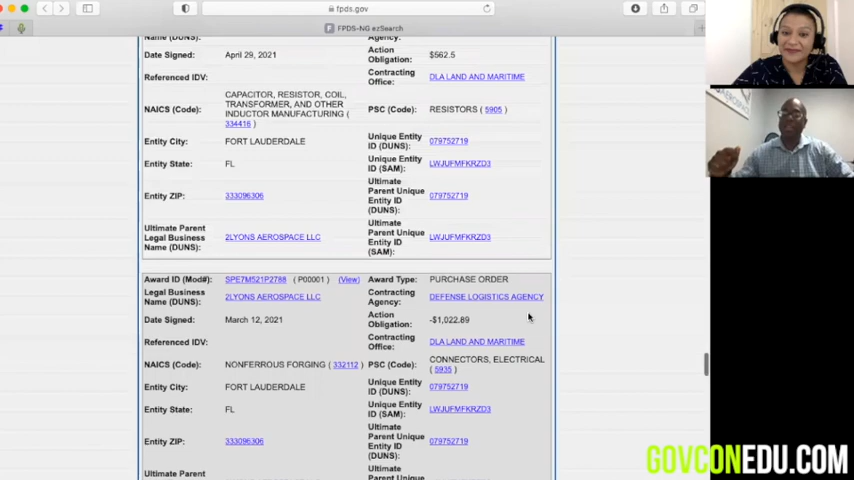 fpds.gov
FPDS-NG ezSearch
Name (DUNS): Agency:
Date Signed: April 29, 2021 Action Obligation: $562.5
Referenced IDV: Contracting Office: DLA LAND AND MARITIME
NAICS (Code): CAPACITOR, RESISTOR, COIL, TRANSFORMER, AND OTHER INDUCTOR MANUFACTURING ( 334416 ) PSC (Code): RESISTORS ( 5905 )
Entity City: FORT LAUDERDALE Unique Entity ID (DUNS): 079752719
Entity State: FL Unique Entity ID (SAM): LWJUFMFKRZD3
Entity ZIP: 333096306 Ultimate Parent Unique Entity ID (DUNS): 079752719
Ultimate Parent Legal Business Name (DUNS): 2LYONS AEROSPACE LLC Ultimate Parent Unique Entity ID (SAM): LWJUFMFKRZD3
Award ID (Mod#): SPE7M521P2788 ( P00001 ) (View) Award Type: PURCHASE ORDER
Legal Business Name (DUNS): 2LYONS AEROSPACE LLC Contracting Agency: DEFENSE LOGISTICS AGENCY
Date Signed: March 12, 2021 Action Obligation: -$1,022.89
Referenced IDV: Contracting Office: DLA LAND AND MARITIME
NAICS (Code): NONFERROUS FORGING ( 332112 ) PSC (Code): CONNECTORS, ELECTRICAL ( 5935 )
Entity City: FORT LAUDERDALE Unique Entity ID (DUNS): 079752719
Entity State: FL Unique Entity ID (SAM): LWJUFMFKRZD3
Entity ZIP: 333096306 Ultimate Parent Unique Entity ID (DUNS): 079752719
Ultimate Parent Ultimate
GOVCONEDU.COM